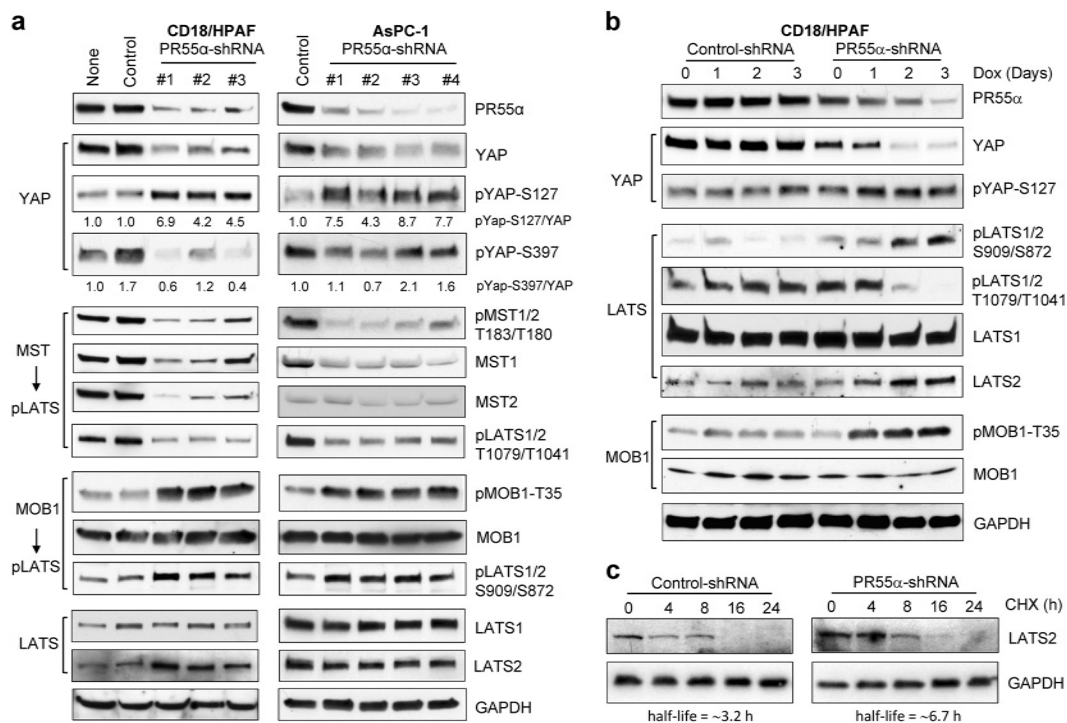 a
CD18/HPAF
PR55α-shRNA
None
Control
#1 #2 #3
AsPC-1
PR55α-shRNA
Control
#1 #2 #3 #4
PR55α
YAP
YAP
pYAP-S127
1.0 1.0 6.9 4.2 4.5
1.0 7.5 4.3 8.7 7.7
pYap-S127/YAP
pYAP-S397
1.0 1.7 0.6 1.2 0.4
1.0 1.1 0.7 2.1 1.6
pYap-S397/YAP
MST
pLATS
pMST1/2
T183/T180
MST1
MST2
pLATS1/2
T1079/T1041
MOB1
pLATS
pMOB1-T35
MOB1
pLATS1/2
S909/S872
LATS
LATS1
LATS2
GAPDH
b
CD18/HPAF
Control-shRNA PR55α-shRNA
0 1 2 3 0 1 2 3 Dox (Days)
PR55α
YAP
YAP
pYAP-S127
LATS
pLATS1/2
S909/S872
pLATS1/2
T1079/T1041
LATS1
LATS2
MOB1
pMOB1-T35
MOB1
GAPDH
c
Control-shRNA PR55α-shRNA
0 4 8 16 24 0 4 8 16 24 CHX (h)
LATS2
GAPDH
half-life = ~3.2 h half-life = ~6.7 h